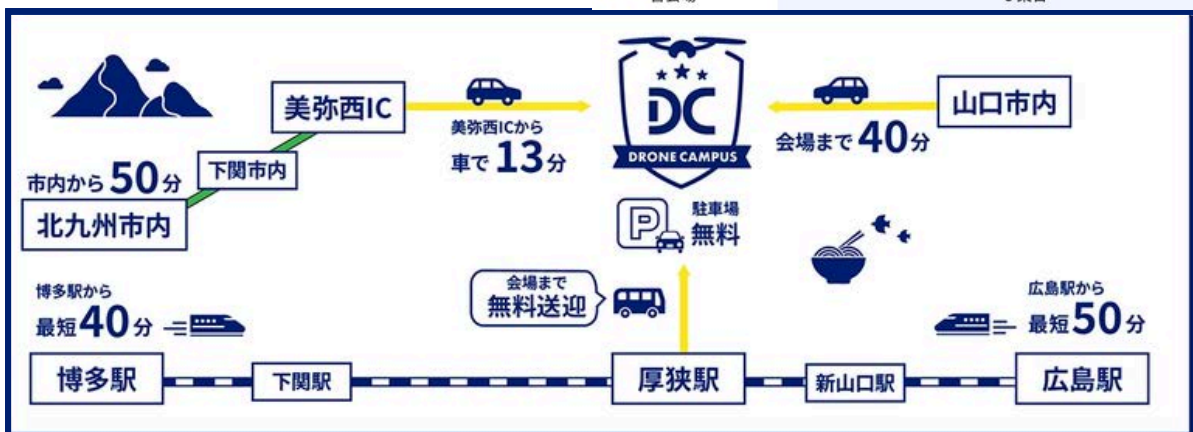 美弥西IC
美弥西ICから
車で13分
DC
DRONE CAMPUS
会場まで40分
山口市内
下関市内
市内から50分
北九州市内
P
駐車場
無料
会場まで
無料送迎
博多駅から
最短40分
広島駅から
最短50分
博多駅
下関駅
厚狭駅
新山口駅
広島駅